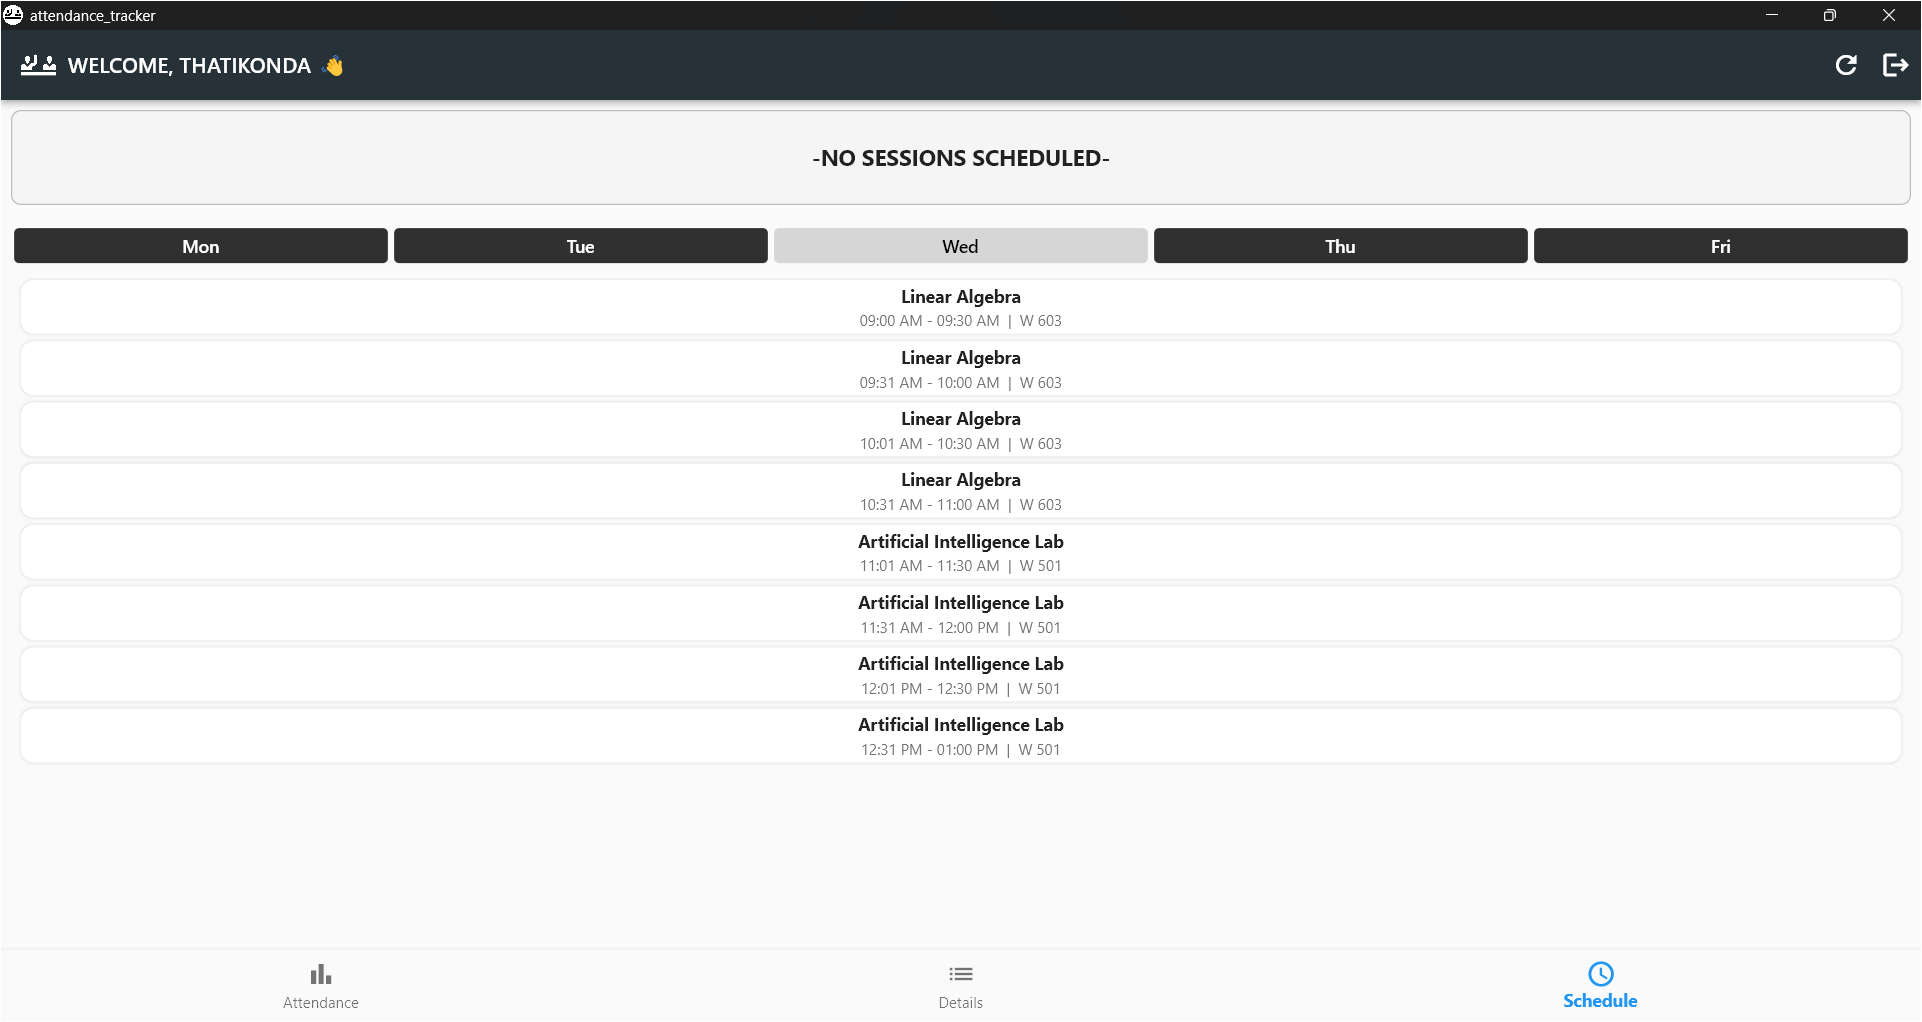 attendance_tracker
WELCOME, THATIKONDA 👋
-NO SESSIONS SCHEDULED-
Mon Tue Wed Thu Fri
Linear Algebra
09:00 AM - 09:30 AM | W 603
Linear Algebra
09:31 AM - 10:00 AM | W 603
Linear Algebra
10:01 AM - 10:30 AM | W 603
Linear Algebra
10:31 AM - 11:00 AM | W 603
Artificial Intelligence Lab
11:01 AM - 11:30 AM | W 501
Artificial Intelligence Lab
11:31 AM - 12:00 PM | W 501
Artificial Intelligence Lab
12:01 PM - 12:30 PM | W 501
Artificial Intelligence Lab
12:31 PM - 01:00 PM | W 501
Attendance Details Schedule